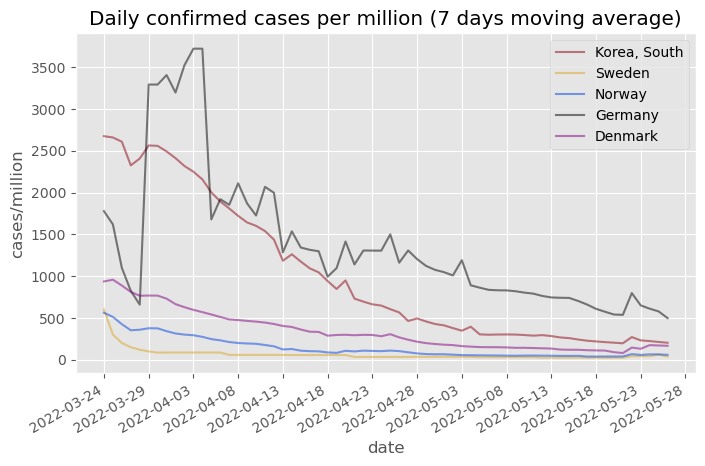 Daily confirmed cases per million (7 days moving average)
3500
3000
2500
2000
1500
1000
500
0
cases/million
Korea, South
Sweden
Norway
Germany
Denmark
2022-03-24
2022-03-29
2022-04-03
2022-04-08
2022-04-13
2022-04-18
2022-04-23
2022-04-28
2022-05-03
2022-05-08
2022-05-13
2022-05-18
2022-05-23
2022-05-28
date